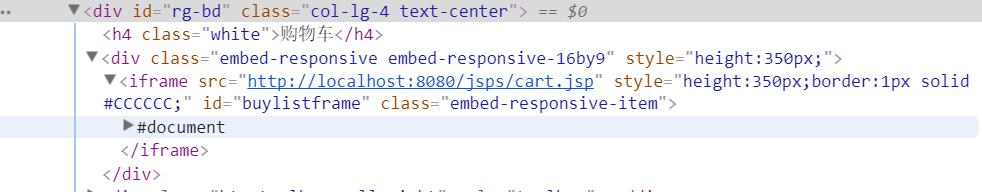 <div id="rg-bd" class="col-lg-4 text-center"> == $0
<h4 class="white">购物车</h4>
<div class="embed-responsive embed-responsive-16by9" style="height:350px;">
<iframe src="http://localhost:8080/jsps/cart.jsp" style="height:350px;border:1px solid
#CCCCCC;" id="buylistframe" class="embed-responsive-item">
#document
</iframe>
</div>